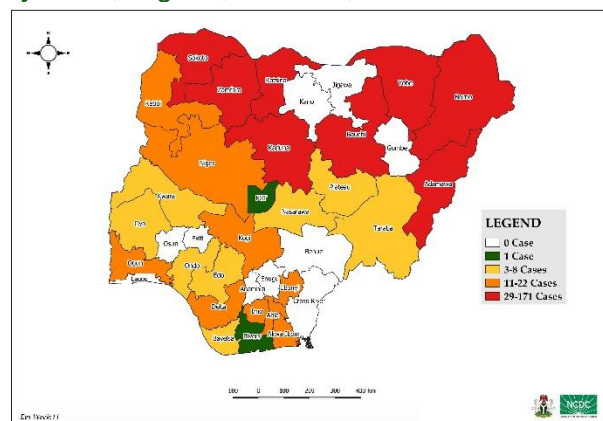 Sokoto
Katsina
Jigawa
Zamfara
Yobe
Borno
Kano
Kebbi
Bauchi
Kaduna
Gombe
Niger
Adamawa
Plateau
FCT
Kwara
Nasarawa
Taraba
Oyo
Osun
Ekiti
Kogi
Benue
Ogun
Ondo
Edo
Lagos
Enugu
Anambra
Ebonyi
Cross River
Delta
Imo
Abia
Bayelsa
Rivers
Akwa Ibom
LEGEND
0 Case
1 Case
3-8 Cases
11-22 Cases
29-171 Cases
100 0 100 200 300 400 km
Epi Week11
NCDC